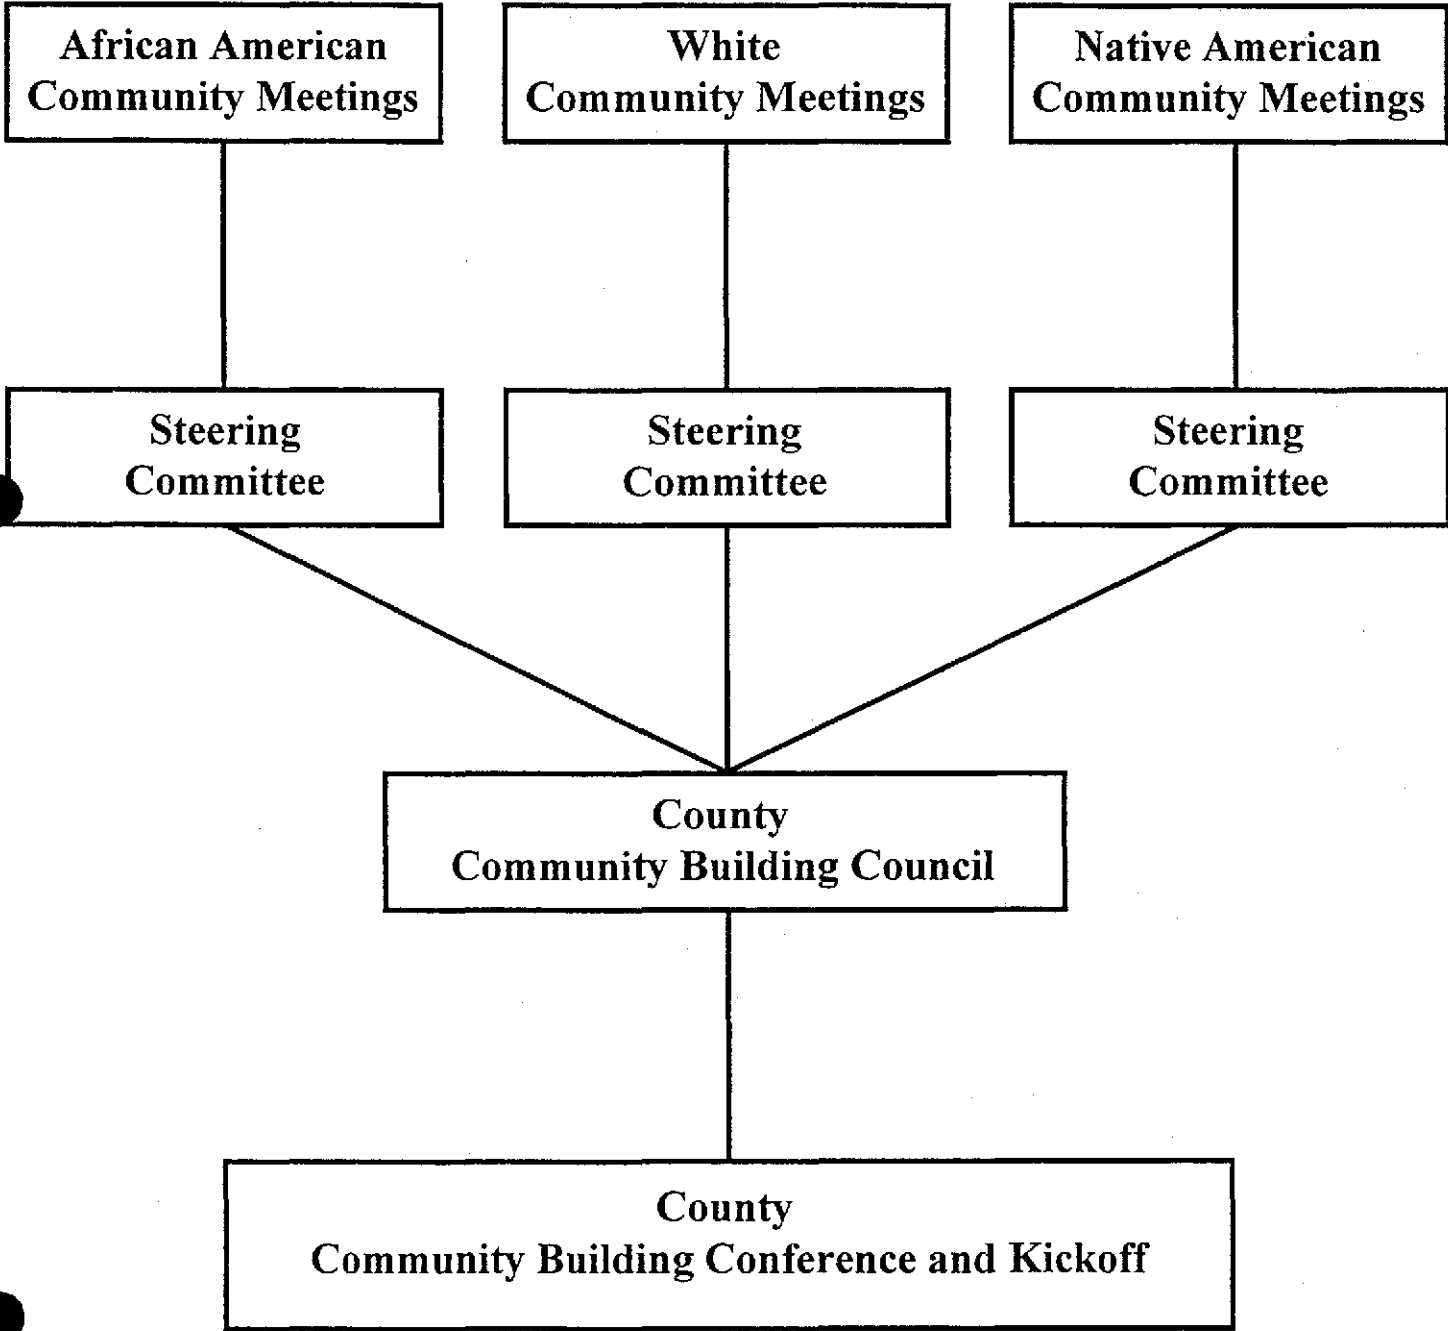 African American
Community Meetings
White
Community Meetings
Native American
Community Meetings
Steering
Committee
Steering
Committee
Steering
Committee
County
Community Building Council
County
Community Building Conference and Kickoff